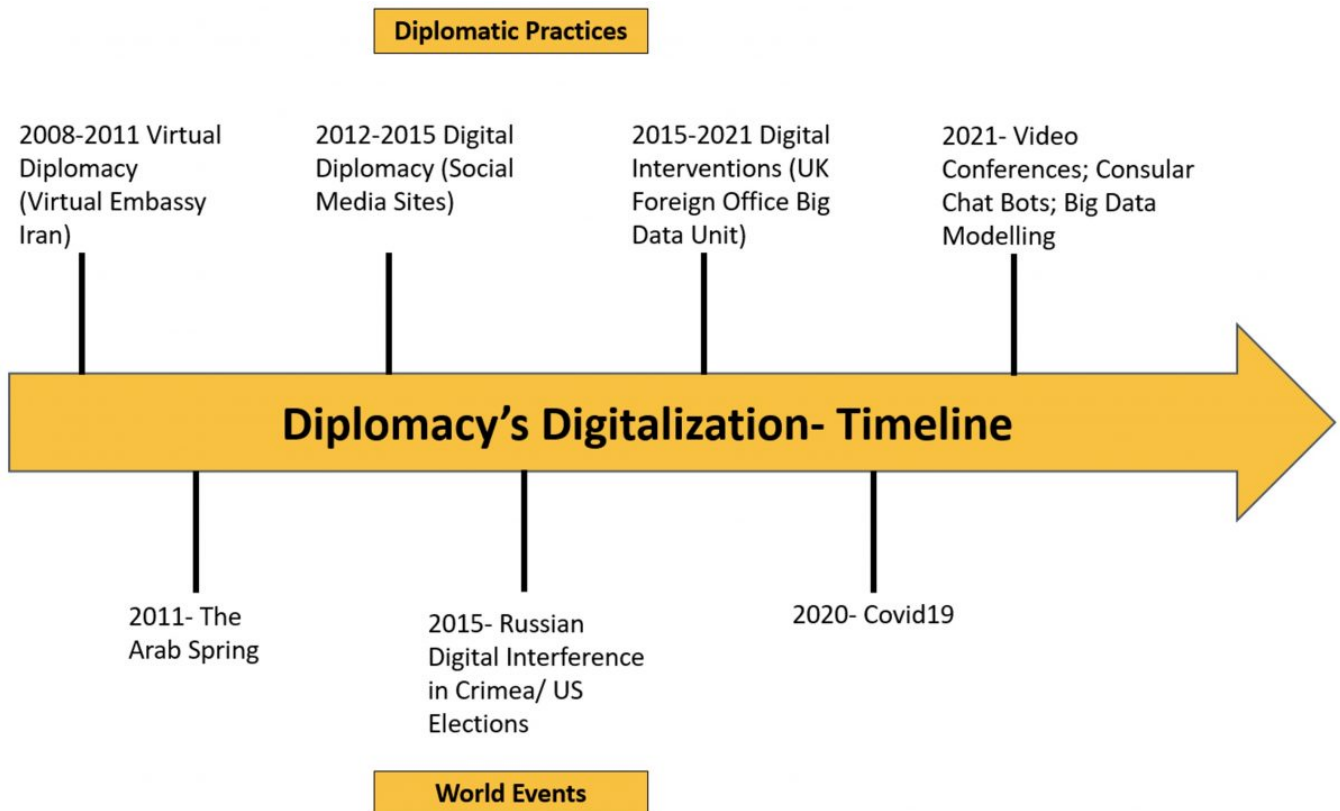 Diplomatic Practices
2008-2011 Virtual
Diplomacy
(Virtual Embassy
Iran)
2012-2015 Digital
Diplomacy (Social
Media Sites)
2015-2021 Digital
Interventions (UK
Foreign Office Big
Data Unit)
2021- Video
Conferences; Consular
Chat Bots; Big Data
Modelling
Diplomacy’s Digitalization- Timeline
2011- The
Arab Spring
2015- Russian
Digital Interference
in Crimea/ US
Elections
2020- Covid19
World Events